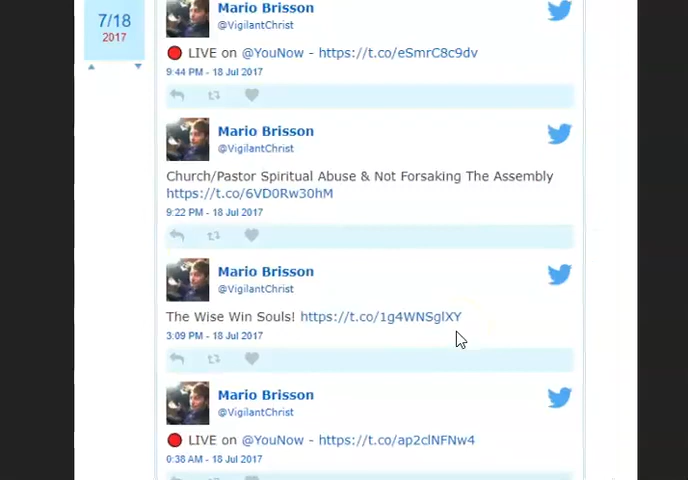 7/18
2017
Mario Brisson
@VigilantChrist
LIVE on @YouNow - https://t.co/eSmrC8c9dv
9:44 PM - 18 Jul 2017
Mario Brisson
@VigilantChrist
Church/Pastor Spiritual Abuse & Not Forsaking The Assembly
https://t.co/6VD0Rw30hM
9:22 PM - 18 Jul 2017
Mario Brisson
@VigilantChrist
The Wise Win Souls! https://t.co/1g4WNSglXY
3:09 PM - 18 Jul 2017
Mario Brisson
@VigilantChrist
LIVE on @YouNow - https://t.co/ap2clNFNw4
0:38 AM - 18 Jul 2017